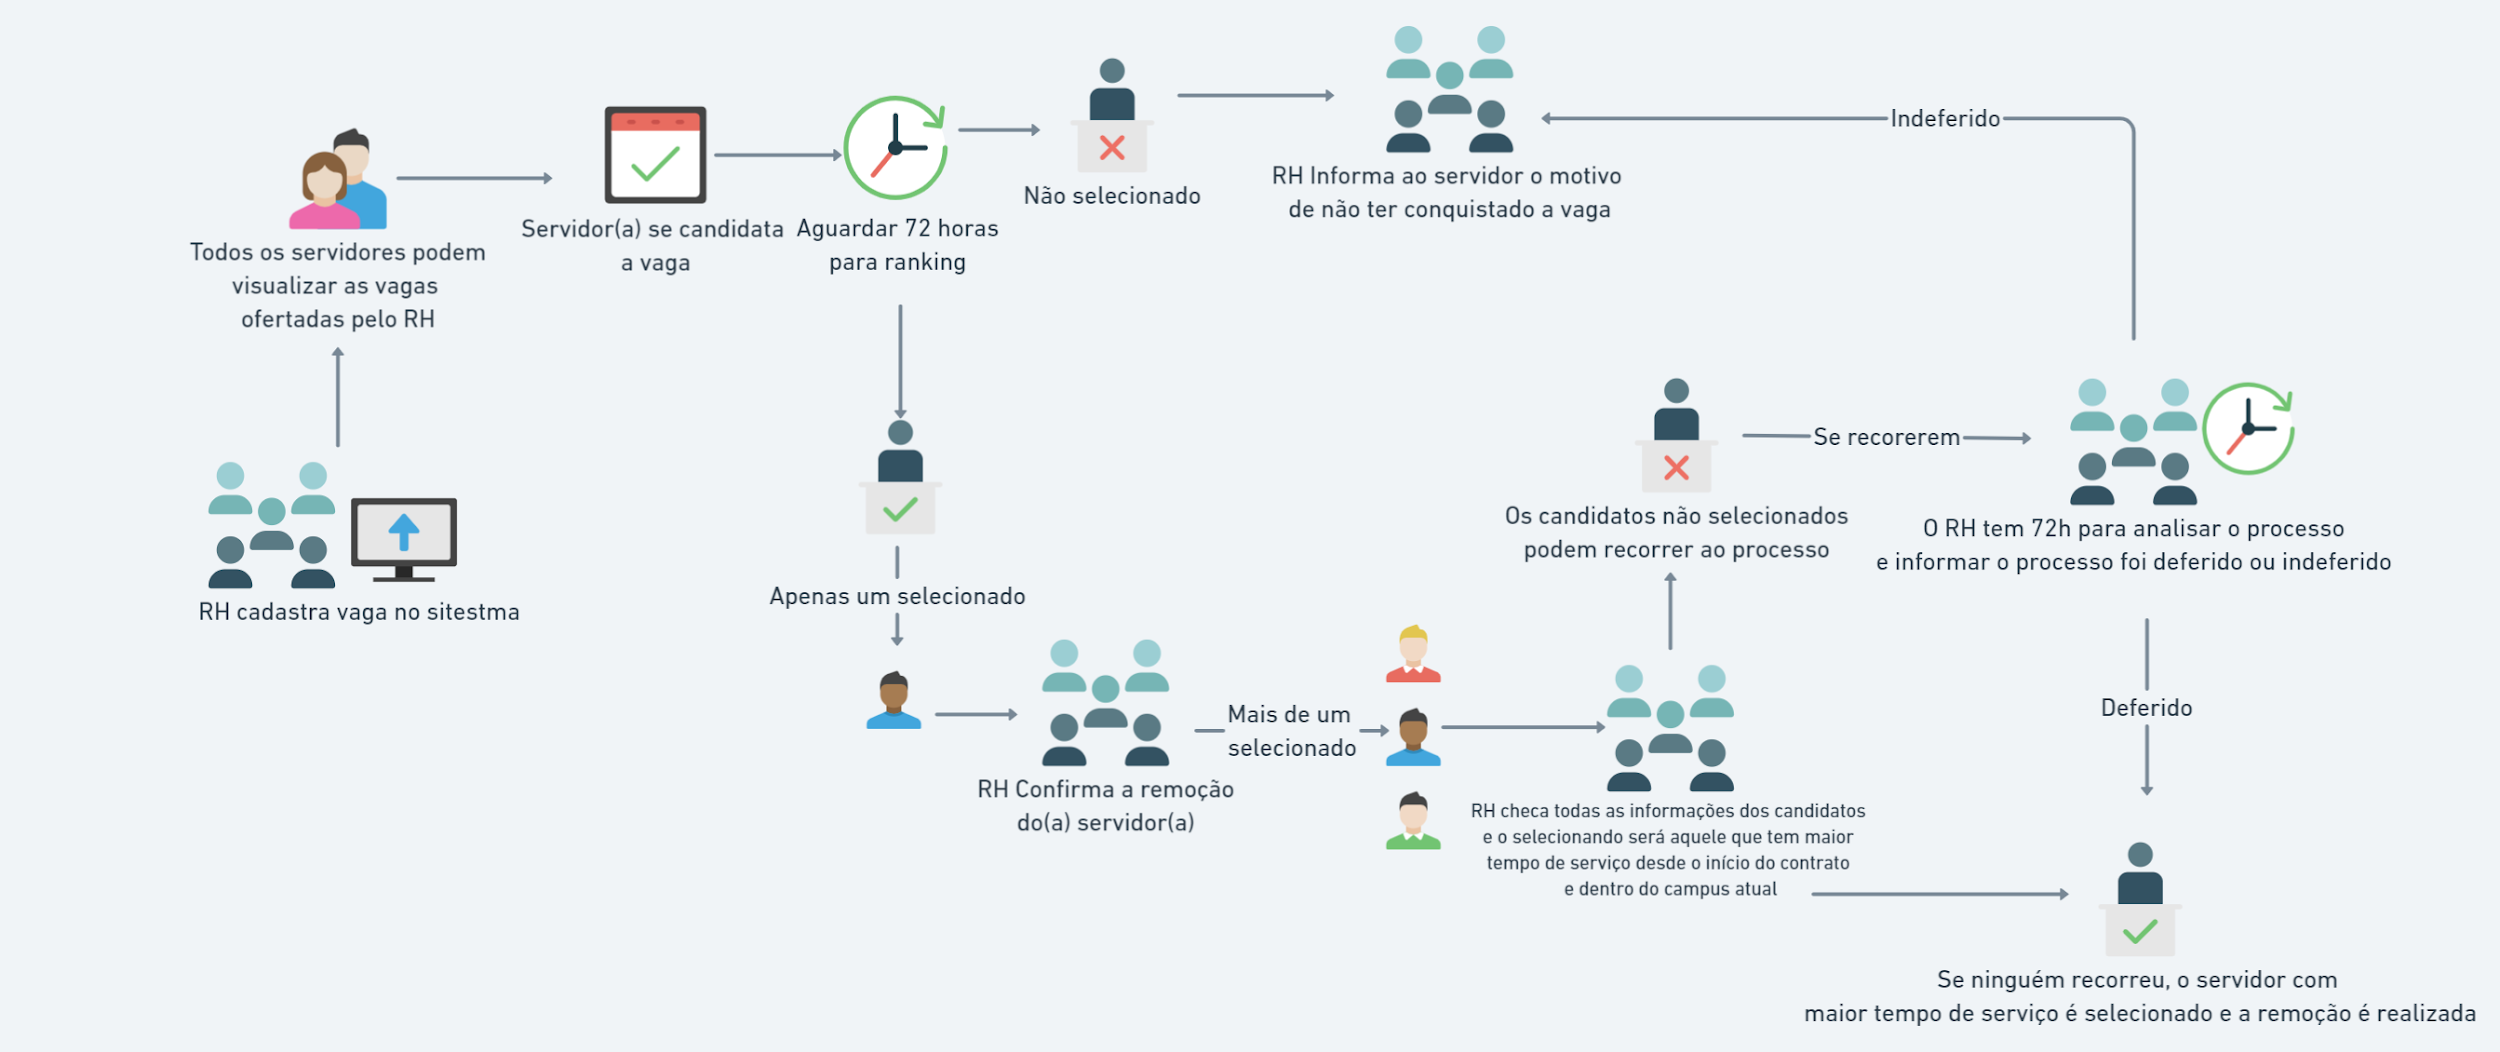 RH cadastra vaga no sitestma
Todos os servidores podem
visualizar as vagas
ofertadas pelo RH
Servidor(a) se candidata
a vaga
Aguardar 72 horas
para ranking
Não selecionado
RH Informa ao servidor o motivo
de não ter conquistado a vaga
Indeferido
Apenas um selecionado
RH Confirma a remoção
do(a) servidor(a)
Mais de um
selecionado
RH checa todas as informações dos candidatos
e o selecionando será aquele que tem maior
tempo de serviço desde o início do contrato
e dentro do campus atual
Os candidatos não selecionados
podem recorrer ao processo
Se recorerem
O RH tem 72h para analisar o processo
e informar o processo foi deferido ou indeferido
Deferido
Se ninguém recorreu, o servidor com
maior tempo de serviço é selecionado e a remoção é realizada